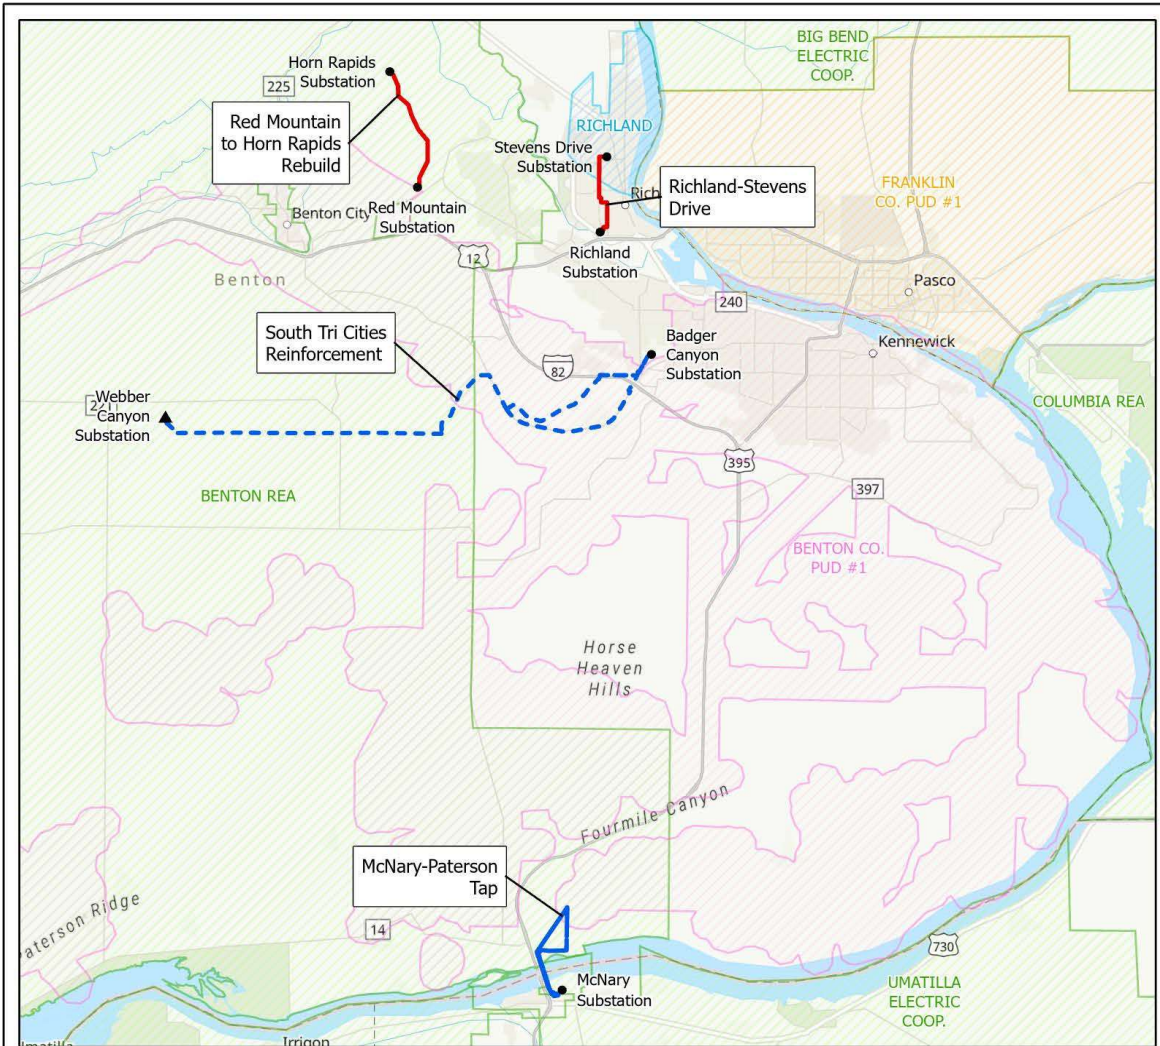 BIG BEND
ELECTRIC
COOP.
Horn Rapids
Substation
225
Red Mountain
to Horn Rapids
Rebuild
RICHLAND
Stevens Drive
Substation
Richland-Stevens
Drive
FRANKLIN
CO. PUD #1
Benton City
Red Mountain
Substation
Richland
Substation
12
Benton
240
Pasco
South Tri Cities
Reinforcement
Badger
Canyon
Substation
Kennewick
82
Webber
Canyon
Substation
COLUMBIA REA
395
397
BENTON REA
BENTON CO.
PUD #1
Horse
Heaven
Hills
Fourmile Canyon
McNary-Paterson
Tap
aterson Ridge
14
730
McNary
Substation
UMATILLA
ELECTRIC
COOP.
Irrigon